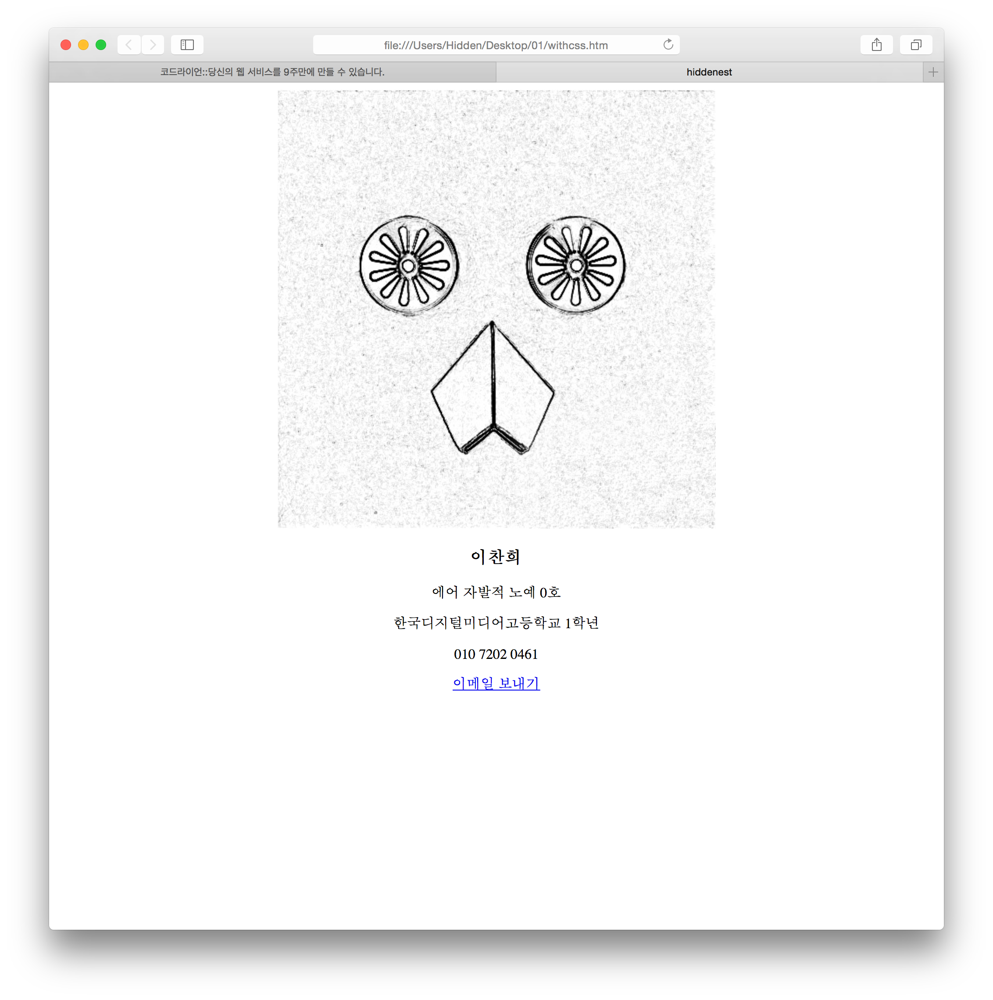 file:///Users/Hidden/Desktop/01/withcss.htm
코드라이언::당신의 웹 서비스를 9주만에 만들 수 있습니다.
hiddenest
이찬희
에어 자발적 노예 0호
한국디지털미디어고등학교 1학년
010 7202 0461
이메일 보내기